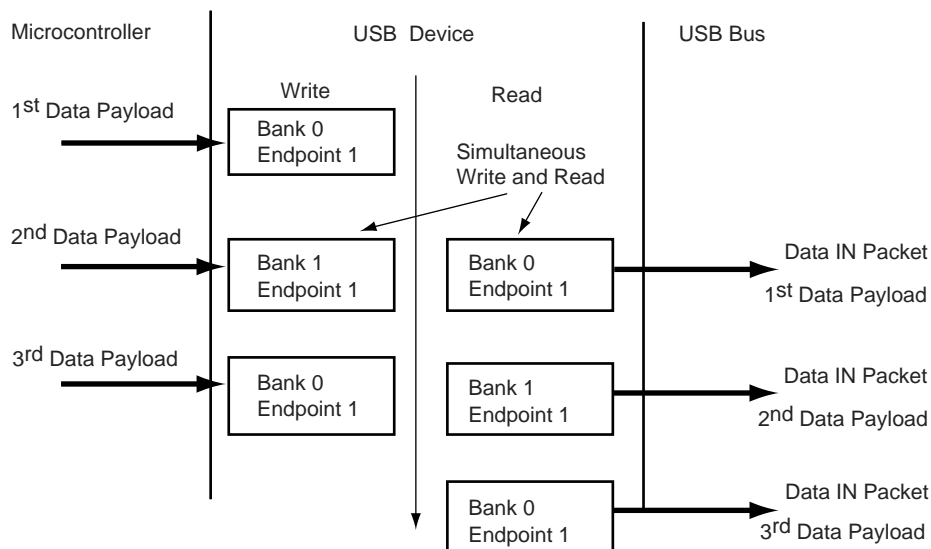 Microcontroller
USB Device
USB Bus
Write
Read
1st Data Payload
Bank 0
Endpoint 1
Simultaneous
Write and Read
2nd Data Payload
Bank 1
Endpoint 1
Bank 0
Endpoint 1
Data IN Packet
1st Data Payload
3rd Data Payload
Bank 0
Endpoint 1
Bank 1
Endpoint 1
Data IN Packet
2nd Data Payload
Bank 0
Endpoint 1
Data IN Packet
3rd Data Payload